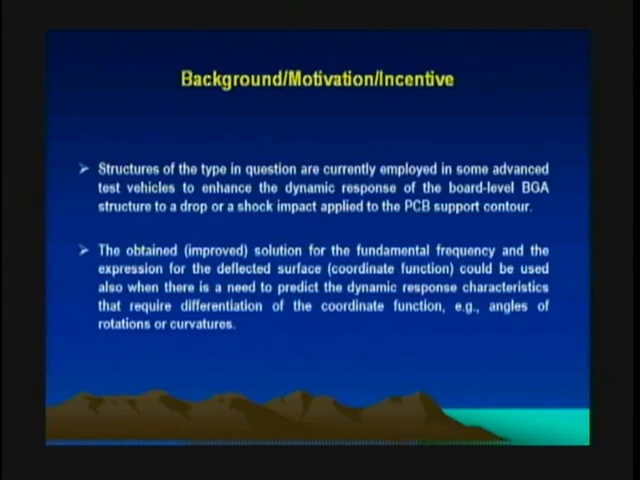 Background/Motivation/Incentive
Structures of the type in question are currently employed in some advanced
test vehicles to enhance the dynamic response of the board-level BGA
structure to a drop or a shock impact applied to the PCB support contour.
The obtained (improved) solution for the fundamental frequency and the
expression for the deflected surface (coordinate function) could be used
also when there is a need to predict the dynamic response characteristics
that require differentiation of the coordinate function, e.g., angles of
rotations or curvatures.